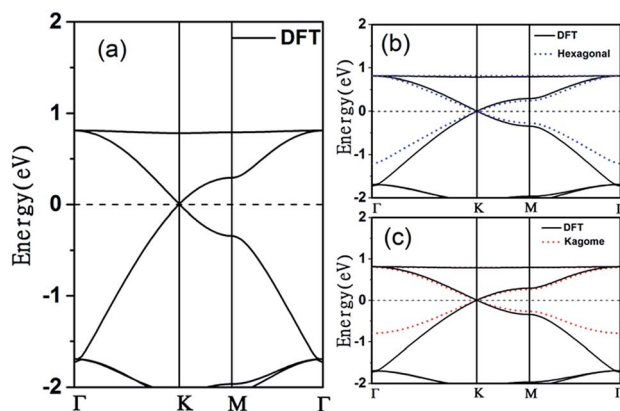 (a)
DFT
2
1
0
-1
-2
Energy(eV)
Γ K M Γ
(b)
DFT
Hexagonal
2
1
0
-1
-2
Energy(eV)
Γ K M Γ
(c)
DFT
Kagome
2
1
0
-1
-2
Energy(eV)
Γ K M Γ